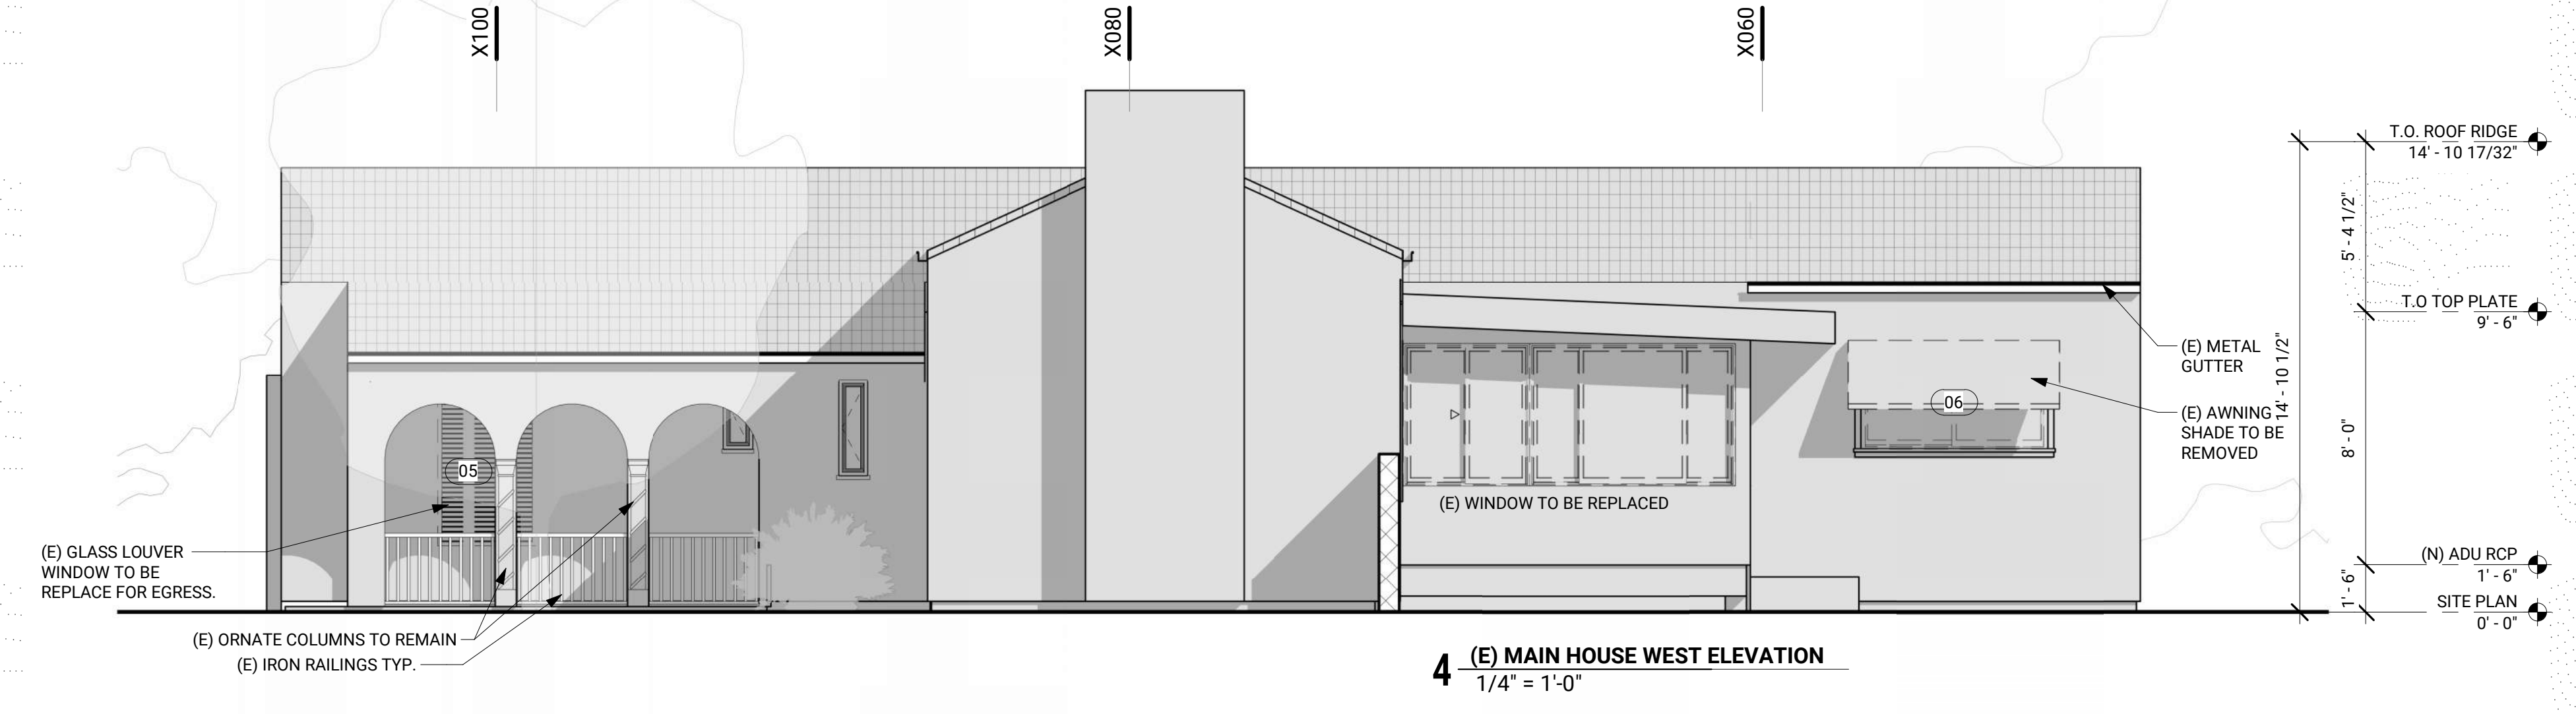 X100
X080
X060
T.O. ROOF RIDGE
14' - 10 17/32"
5' - 4 1/2"
T.O TOP PLATE
9' - 6"
(E) METAL
GUTTER
14' - 10 1/2"
(E) AWNING
SHADE TO BE
REMOVED
06
8' - 0"
05
(E) WINDOW TO BE REPLACED
(E) GLASS LOUVER
WINDOW TO BE
REPLACE FOR EGRESS.
(N) ADU RCP
1' - 6"
1' - 6"
SITE PLAN
0' - 0"
(E) ORNATE COLUMNS TO REMAIN
(E) IRON RAILINGS TYP.
4
(E) MAIN HOUSE WEST ELEVATION
1/4" = 1'-0"